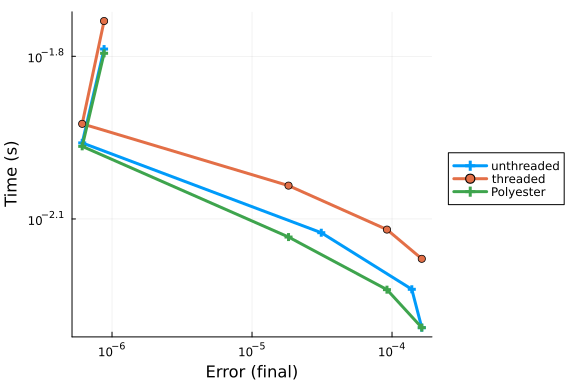 10^-1.8
10^-2.1
Time (s)
10^-6
10^-5
10^-4
Error (final)
unthreaded
threaded
Polyester